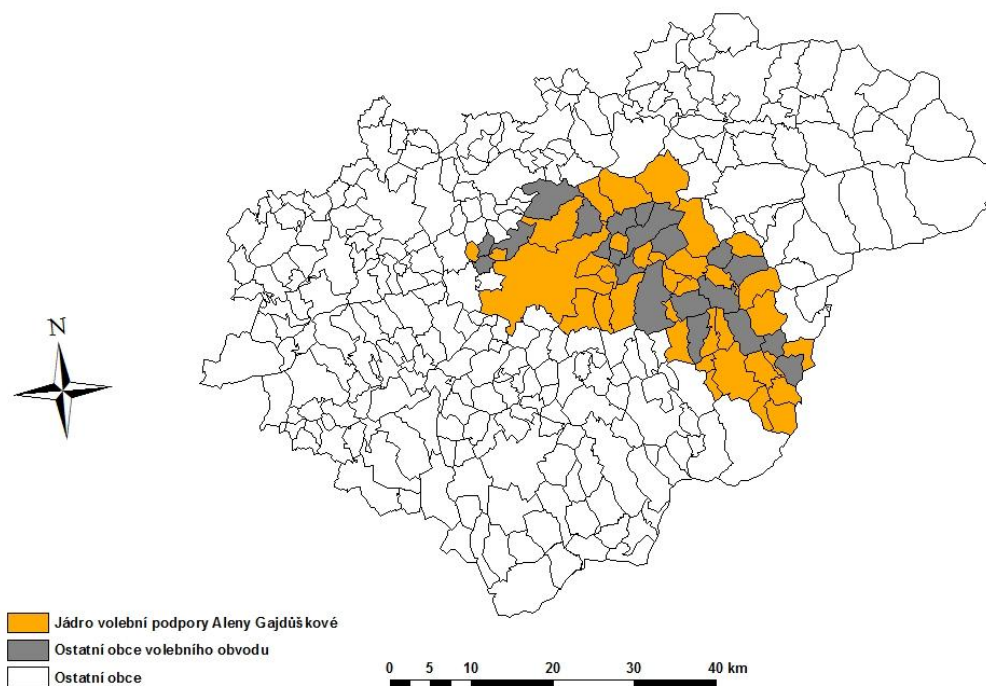 N
Jádro volební podpory Aleny Gajdůškové
Ostatní obce volebního obvodu
Ostatní obce
0 5 10 20 30 40 km